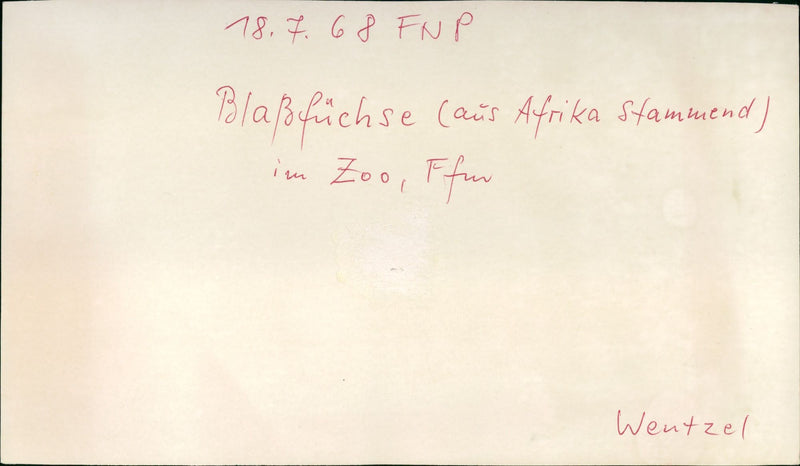 18.7.68 FNP
Blaßfüchse (aus Afrika stammend)
im Zoo, Ffm
Wentzel